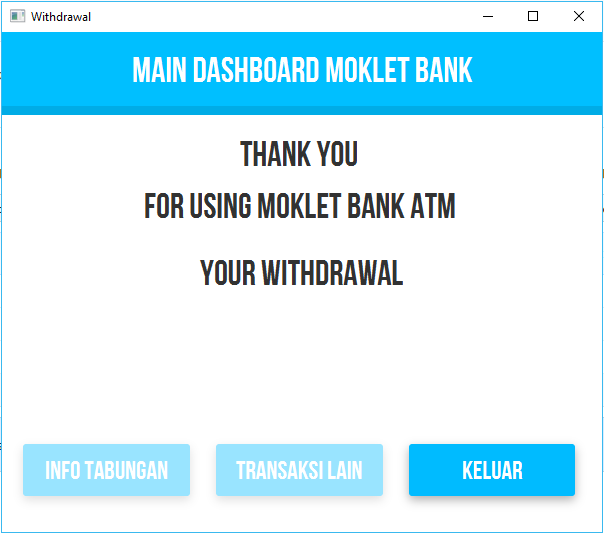 Withdrawal
MAIN DASHBOARD MOKLET BANK
THANK YOU
FOR USING MOKLET BANK ATM
YOUR WITHDRAWAL
INFO TABUNGAN
TRANSAKSI LAIN
KELUAR